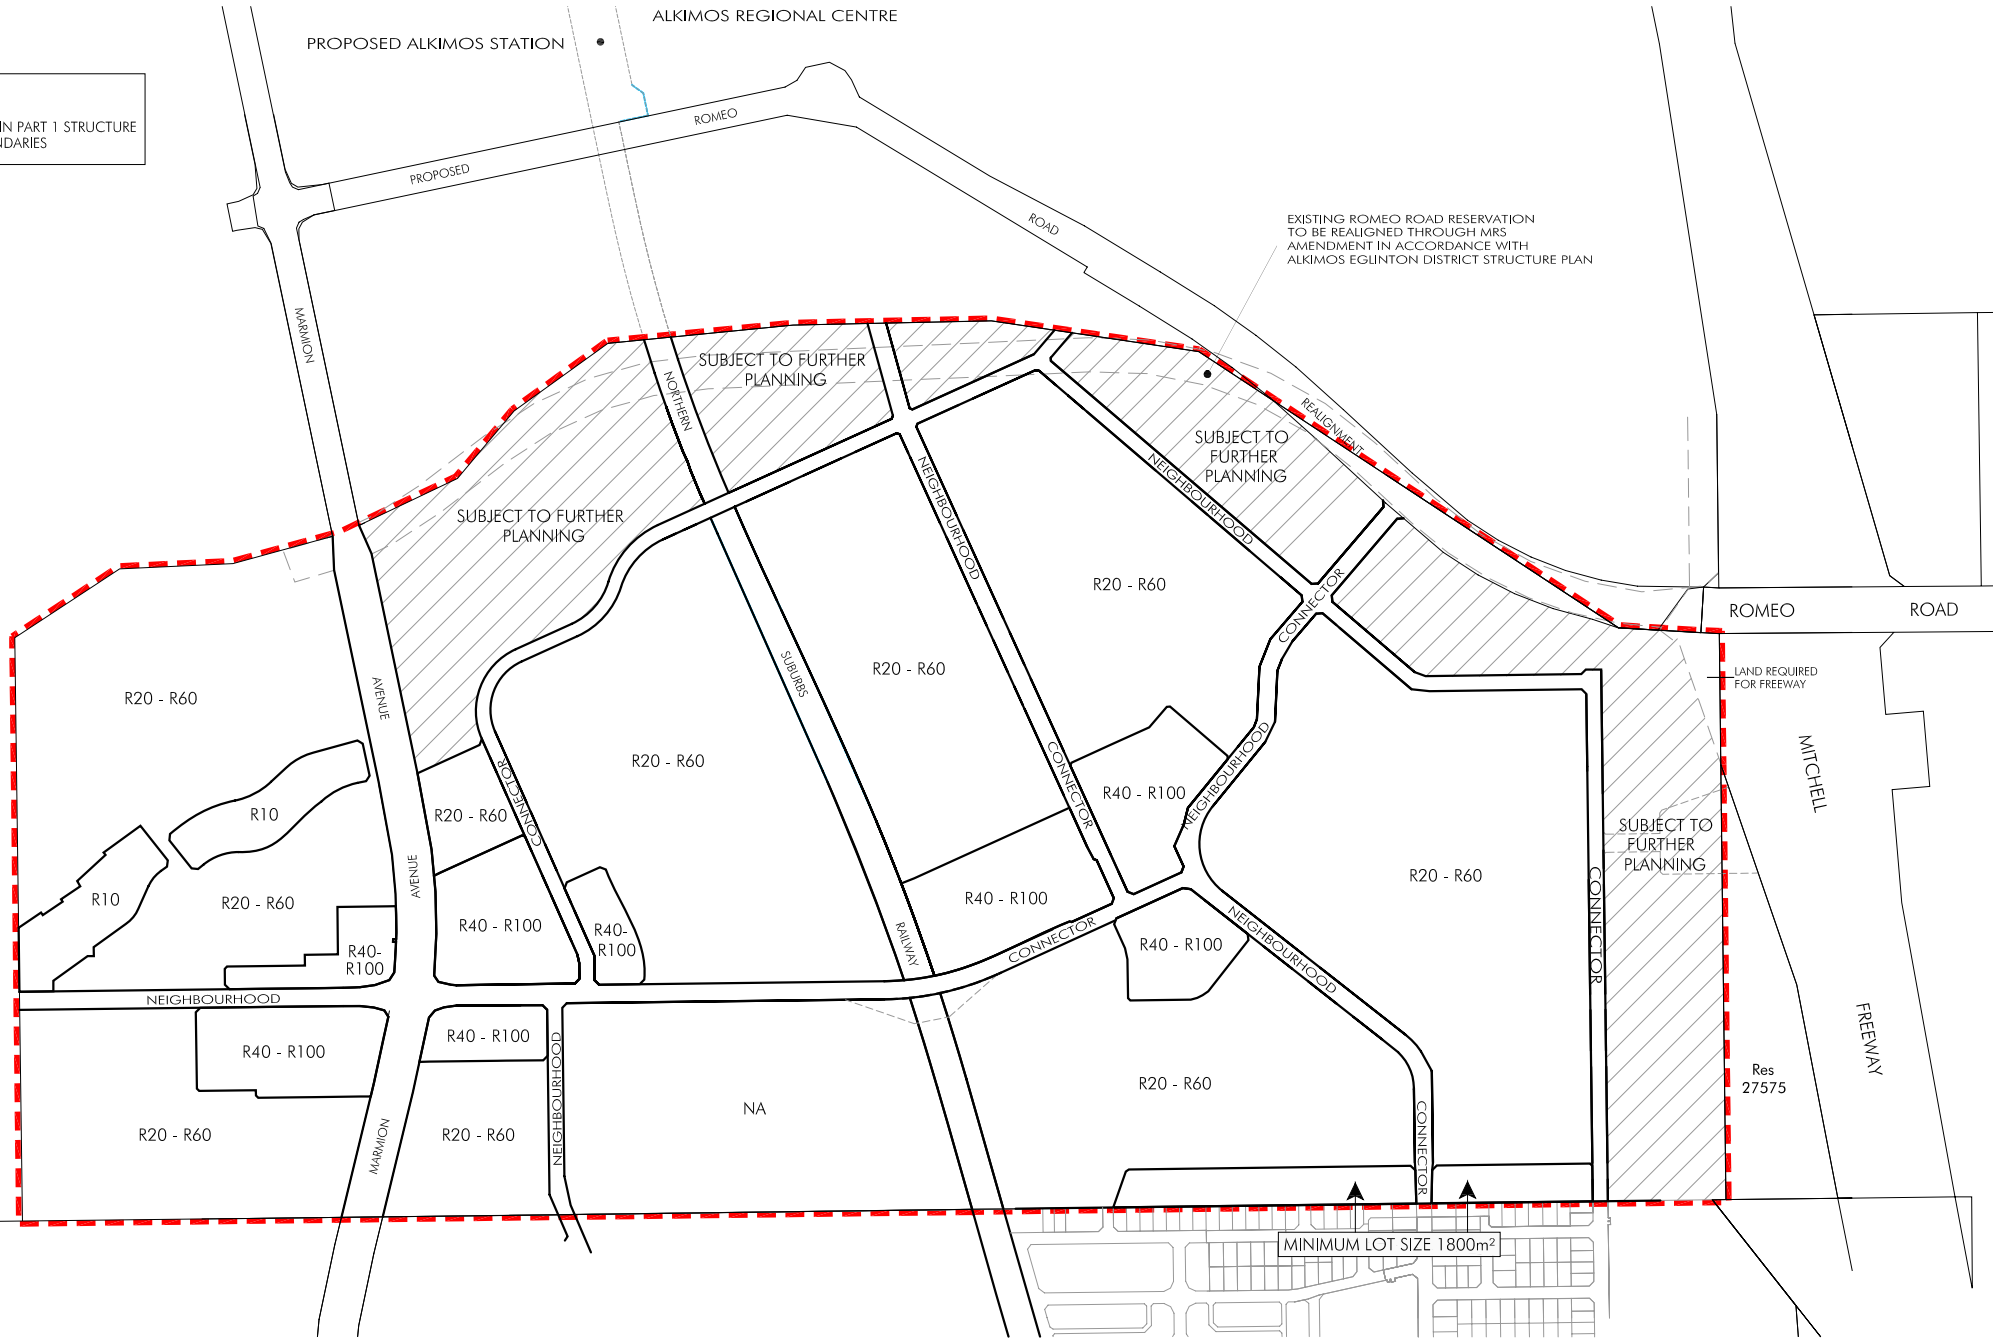 ALKIMOS REGIONAL CENTRE
PROPOSED ALKIMOS STATION
IN PART 1 STRUCTURE
NDARIES
PROPOSED
ROMEO
ROAD
REALIGNMENT
EXISTING ROMEO ROAD RESERVATION
TO BE REALIGNED THROUGH MRS
AMENDMENT IN ACCORDANCE WITH
ALKIMOS EGLINTON DISTRICT STRUCTURE PLAN
MARMION
NORTHERN
SUBJECT TO FURTHER
PLANNING
SUBJECT TO
FURTHER
PLANNING
SUBJECT TO FURTHER
PLANNING
NEIGHBOURHOOD
NEIGHBOURHOOD
CONNECTOR
R20 - R60
ROMEO
ROAD
R20 - R60
AVENUE
SUBURBS
R20 - R60
LAND REQUIRED
FOR FREEWAY
MITCHELL
R20 - R60
CONNECTOR
CONNECTOR
NEIGHBOURHOOD
R40 - R100
R10
R20 - R60
SUBJECT TO
FURTHER
PLANNING
R10
R20 - R60
AVENUE
R20 - R60
R40 - R100
R40-
R100
R40 - R100
CONNECTOR
R40-
R100
RAILWAY
CONNECTOR
R40 - R100
NEIGHBOURHOOD
NEIGHBOURHOOD
R40 - R100
R40 - R100
NEIGHBOURHOOD
FREEWAY
R20 - R60
Res
27575
NA
R20 - R60
MARMION
R20 - R60
CONNECTOR
MINIMUM LOT SIZE 1800m²